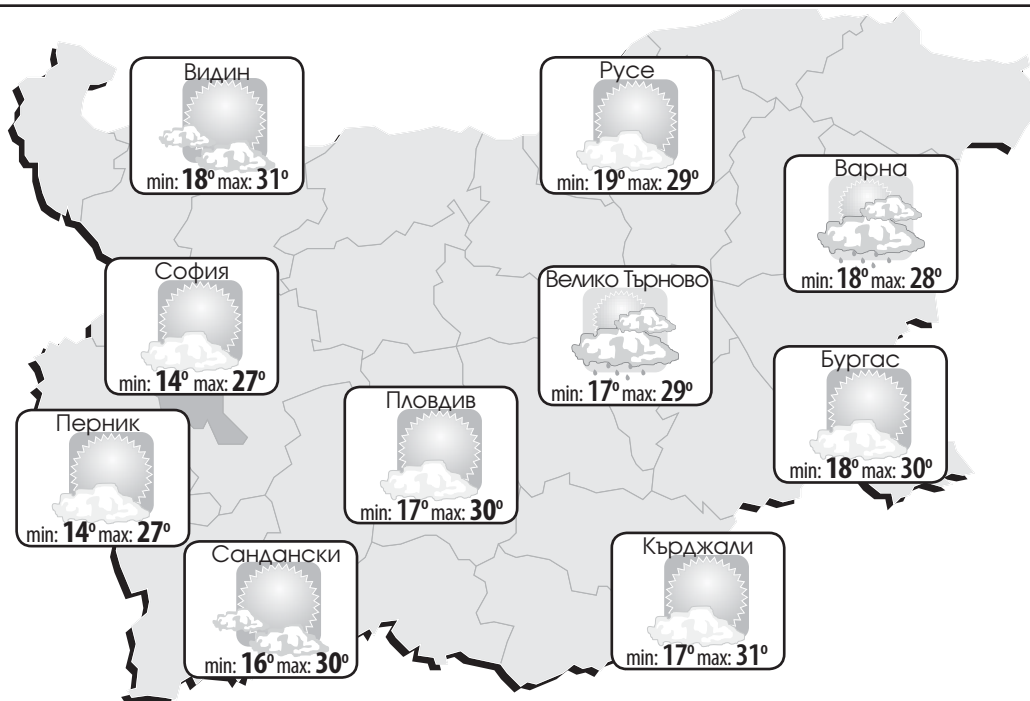 Видин
min: 18° max: 31°
Русе
min: 19° max: 29°
Варна
min: 18° max: 28°
София
min: 14° max: 27°
Велико Търново
min: 17° max: 29°
Бургас
min: 18° max: 30°
Пловдив
min: 17° max: 30°
Перник
min: 14° max: 27°
Сандански
min: 16° max: 30°
Кърджали
min: 17° max: 31°